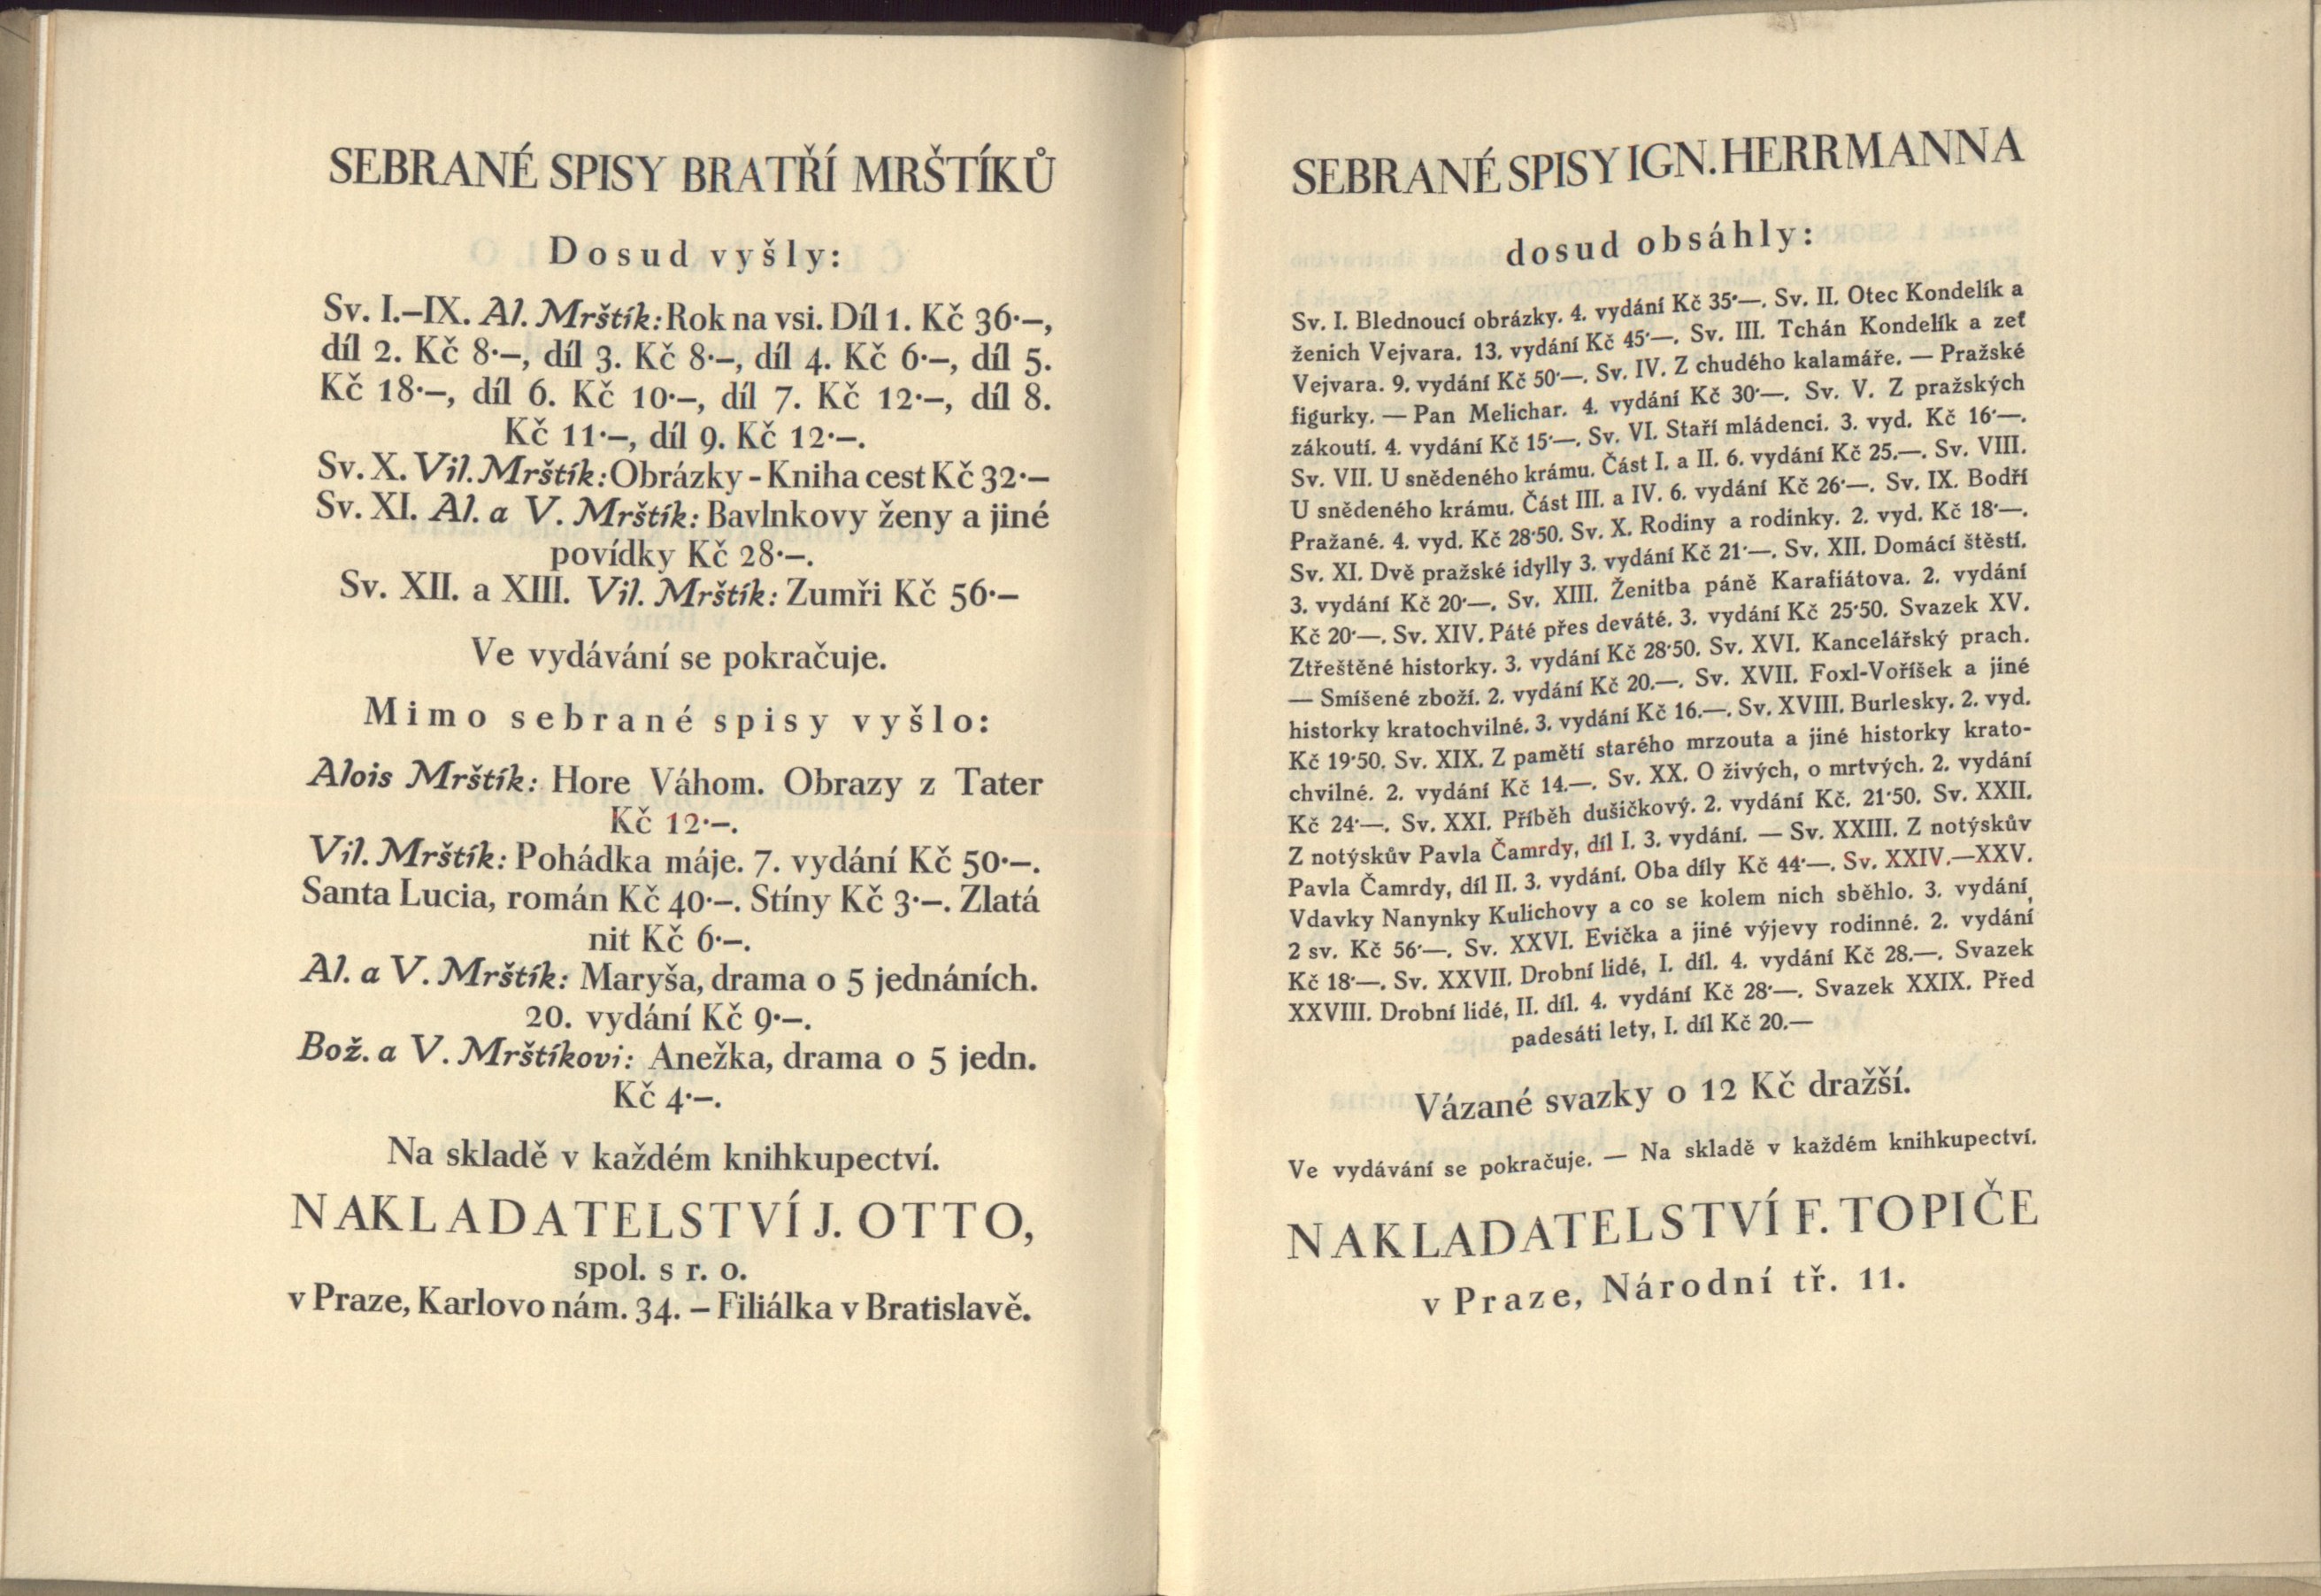 SEBRANÉ SPISY BRATŘÍ MRŠTÍKŮ
Dosud vyšly:
Sv. I.–IX. Al. Mrštík: Rok na vsi. Díl 1. Kč 36·–,
díl 2. Kč 8·–, díl 3. Kč 8·–, díl 4. Kč 6·–, díl 5.
Kč 18·–, díl 6. Kč 10·–, díl 7. Kč 12·–, díl 8.
Kč 11·–, díl 9. Kč 12·–.
Sv. X. Vil. Mrštík: Obrázky - Kniha cest Kč 32·–
Sv. XI. Al. a V. Mrštík: Bavlnkovy ženy a jiné
povídky Kč 28·–.
Sv. XII. a XIII. Vil. Mrštík: Zumři Kč 56·–
Ve vydávání se pokračuje.
Mimo sebrané spisy vyšlo:
Alois Mrštík: Hore Váhom. Obrazy z Tater
Kč 12·–.
Vil. Mrštík: Pohádka máje. 7. vydání Kč 50·–.
Santa Lucia, román Kč 40·–. Stíny Kč 3·–. Zlatá
nit Kč 6·–.
Al. a V. Mrštík: Maryša, drama o 5 jednáních.
20. vydání Kč 9·–.
Bož. a V. Mrštíkovi: Anežka, drama o 5 jedn.
Kč 4·–.
Na skladě v každém knihkupectví.
NAKLADATELSTVÍ J. OTTO,
spol. s r. o.
v Praze, Karlovo nám. 34. – Filiálka v Bratislavě.
SEBRANÉ SPISY IGN. HERRMANNA
dosud obsáhly:
Sv. I. Blednoucí obrázky. 4. vydání Kč 35·—. Sv. II. Otec Kondelík a
ženich Vejvara. 13. vydání Kč 45·—. Sv. III. Tchán Kondelík a zeť
Vejvara. 9. vydání Kč 50·—. Sv. IV. Z chudého kalamáře. — Pražské
figurky. — Pan Melichar. 4. vydání Kč 30·—. Sv. V. Z pražských
zákoutí. 4. vydání Kč 15·—. Sv. VI. Staří mládenci. 3. vyd. Kč 16·—.
Sv. VII. U snědeného krámu. Část I. a II. 6. vydání Kč 25.—. Sv. VIII.
U snědeného krámu. Část III. a IV. 6. vydání Kč 26·—. Sv. IX. Bodří
Pražané. 4. vyd. Kč 28·50. Sv. X. Rodiny a rodinky. 2. vyd. Kč 18·—.
Sv. XI. Dvě pražské idylly 3. vydání Kč 21·—. Sv. XII. Domácí štěstí.
3. vydání Kč 20·—. Sv. XIII. Ženitba páně Karafiátova. 2. vydání
Kč 20·—. Sv. XIV. Páté přes deváté. 3. vydání Kč 25·50. Svazek XV.
Ztřeštěné historky. 3. vydání Kč 28·50. Sv. XVI. Kancelářský prach.
— Smíšené zboží. 2. vydání Kč 20.—. Sv. XVII. Foxl-Voříšek a jiné
historky kratochvilné. 3. vydání Kč 16.—. Sv. XVIII. Burlesky. 2. vyd.
Kč 19·50. Sv. XIX. Z pamětí starého mrzouta a jiné historky krato-
chvilné. 2. vydání Kč 14.—. Sv. XX. O živých, o mrtvých. 2. vydání
Kč 24·—. Sv. XXI. Příběh dušičkový. 2. vydání Kč. 21·50. Sv. XXII.
Z notýskův Pavla Čamrdy, díl I. 3. vydání. — Sv. XXIII. Z notýskův
Pavla Čamrdy, díl II. 3. vydání. Oba díly Kč 44·—. Sv. XXIV.—XXV.
Vdavky Nanynky Kulichovy a co se kolem nich sběhlo. 3. vydání,
2 sv. Kč 56·—. Sv. XXVI. Evička a jiné výjevy rodinné. 2. vydání
Kč 18·—. Sv. XXVII. Drobní lidé, I. díl. 4. vydání Kč 28.—. Svazek
XXVIII. Drobní lidé, II. díl. 4. vydání Kč 28·—. Svazek XXIX. Před
padesáti lety, I. díl Kč 20.—
Vázané svazky o 12 Kč dražší.
Ve vydávání se pokračuje. — Na skladě v každém knihkupectví.
NAKLADATELSTVÍ F. TOPIČE
v Praze, Národní tř. 11.